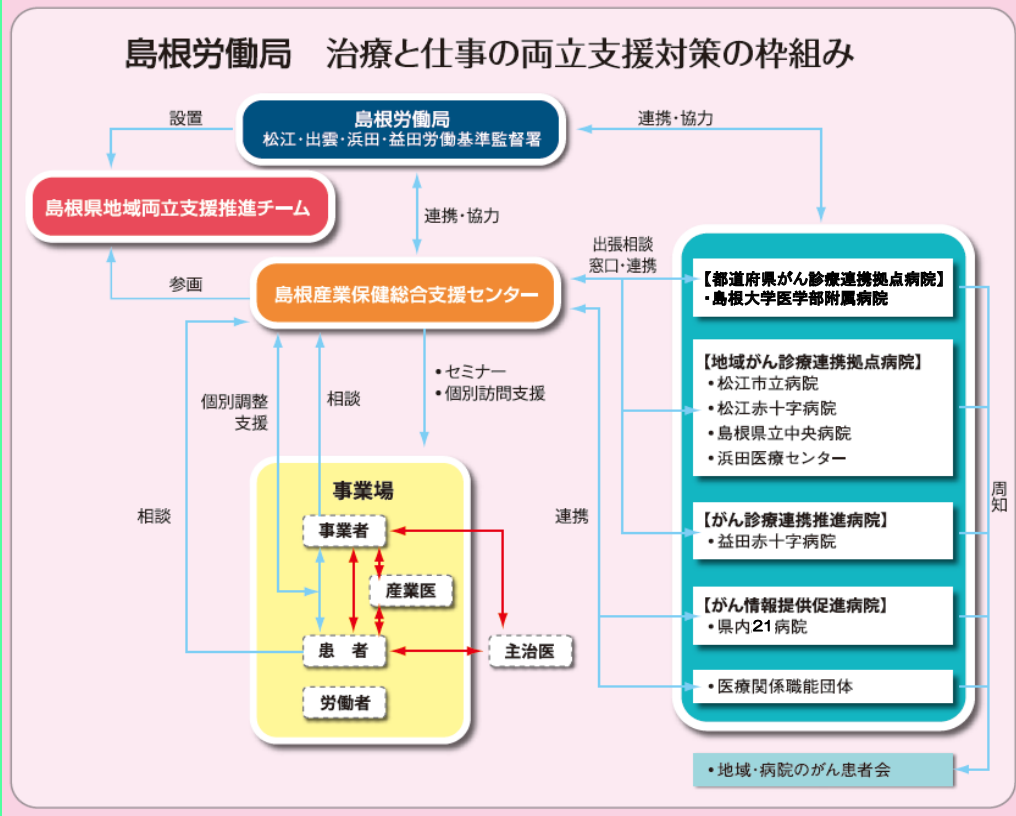 島根労働局　治療と仕事の両立支援対策の枠組み
設置
島根労働局
松江・出雲・浜田・益田労働基準監督署
連携・協力
島根県地域両立支援推進チーム
連携・協力
参画
島根産業保健総合支援センター
出張相談
窓口・連携
【都道府県がん診療連携拠点病院】
・島根大学医学部附属病院
【地域がん診療連携拠点病院】
・松江市立病院
・松江赤十字病院
・島根県立中央病院
・浜田医療センター
・セミナー
・個別訪問支援
個別調整
支援
相談
相談
連携
周知
事業場
事業者
産業医
患　者
主治医
労働者
【がん診療連携推進病院】
・益田赤十字病院
【がん情報提供促進病院】
・県内21病院
・医療関係職能団体
・地域・病院のがん患者会